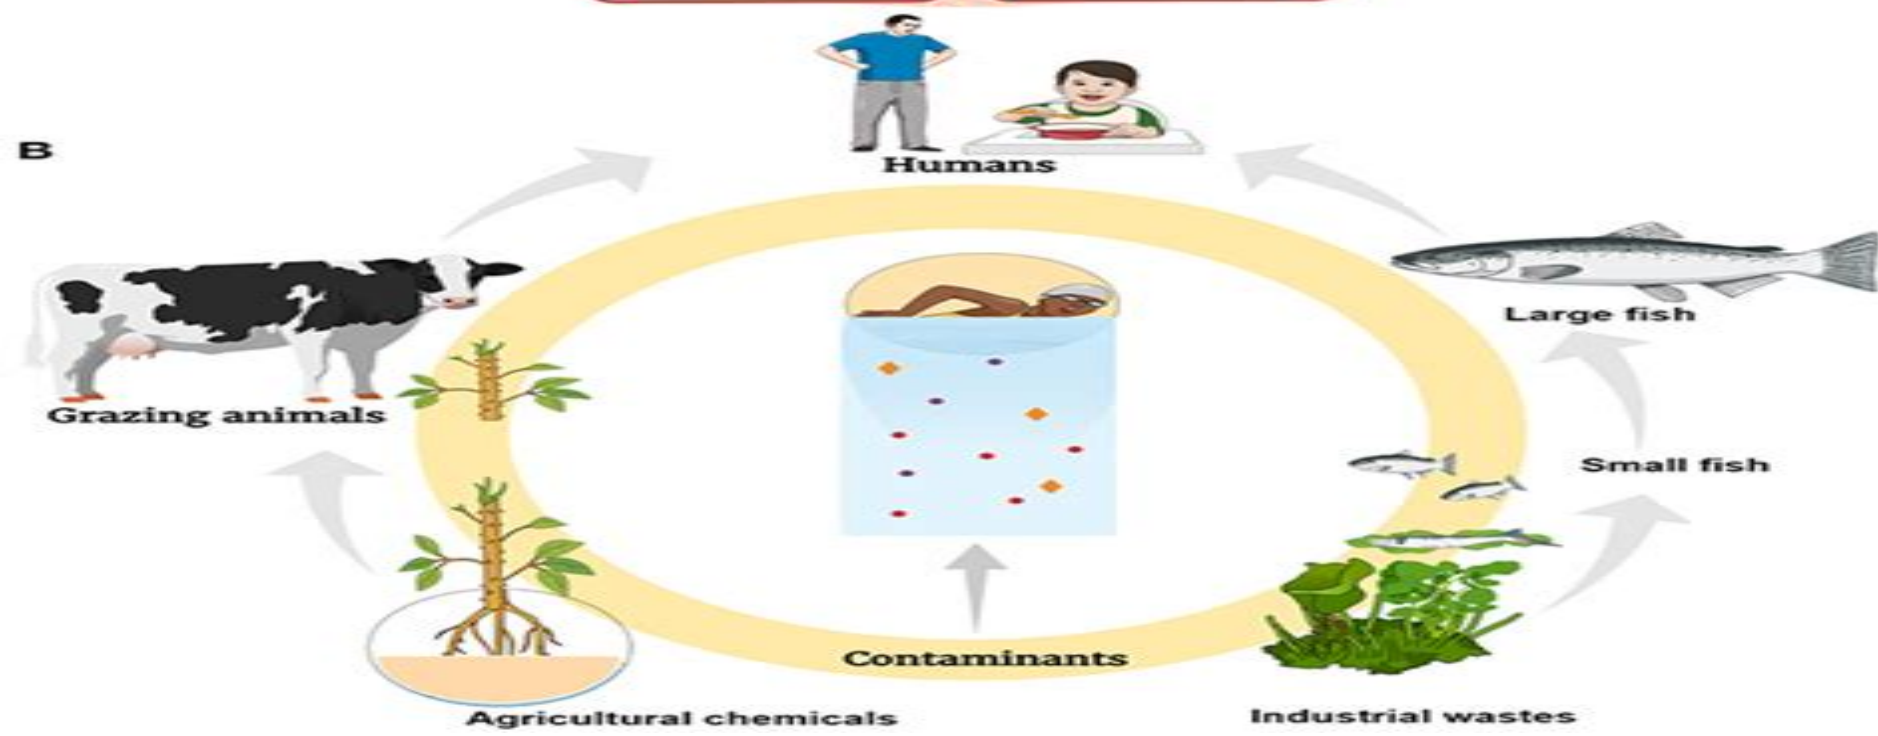 B
Humans
Large fish
Grazing animals
Small fish
Contaminants
Agricultural chemicals
Industrial wastes